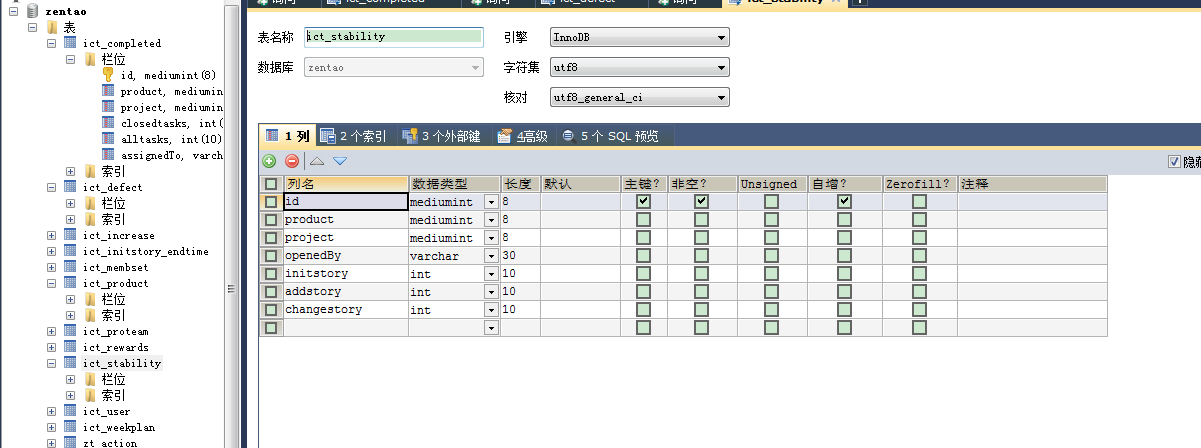 zentao
表
ict_completed
栏位
id, mediumint(8)
product, mediumin
project, mediumin
closedtasks, int(
alltasks, int(10)
assignedTo, varch
索引
ict_defect
栏位
索引
ict_increase
ict_initstory_endtime
ict_membset
ict_product
栏位
索引
ict_proteam
ict_rewards
ict_stability
栏位
索引
ict_user
ict_weekplan
zt_action
表名称 ict_stability 引擎 InnoDB
数据库 zentao 字符集 utf8
核对 utf8_general_ci
1 列 2 个索引 3 个外部键 4高级 5 个 SQL 预览
隐藏
列名 数据类型 长度 默认 主键? 非空? Unsigned 自增? Zerofill? 注释
id mediumint 8
product mediumint 8
project mediumint 8
openedBy varchar 30
initstory int 10
addstory int 10
changestory int 10